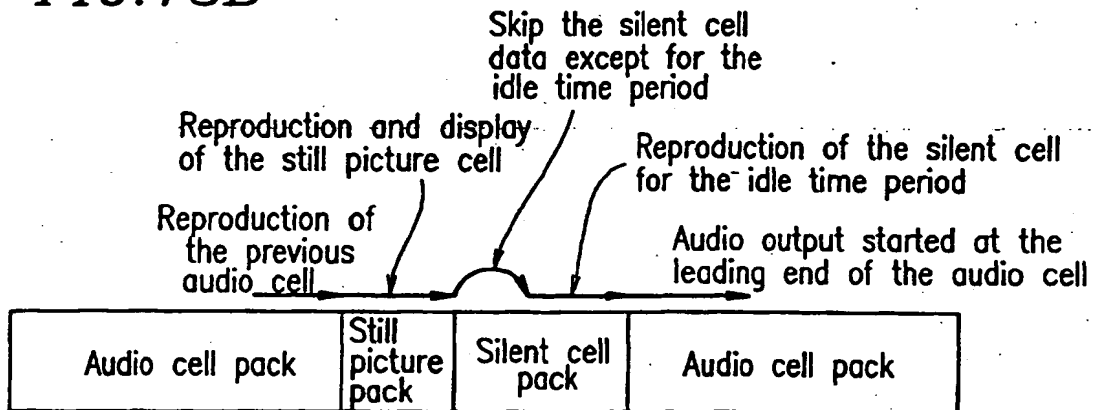 Skip the silent cell
data except for the
idle time period
Reproduction and display
of the still picture cell
Reproduction of the silent cell
for the idle time period
Reproduction of
the previous
audio cell
Audio output started at the
leading end of the audio cell
Audio cell pack
Still
picture
pack
Silent cell
pack
Audio cell pack